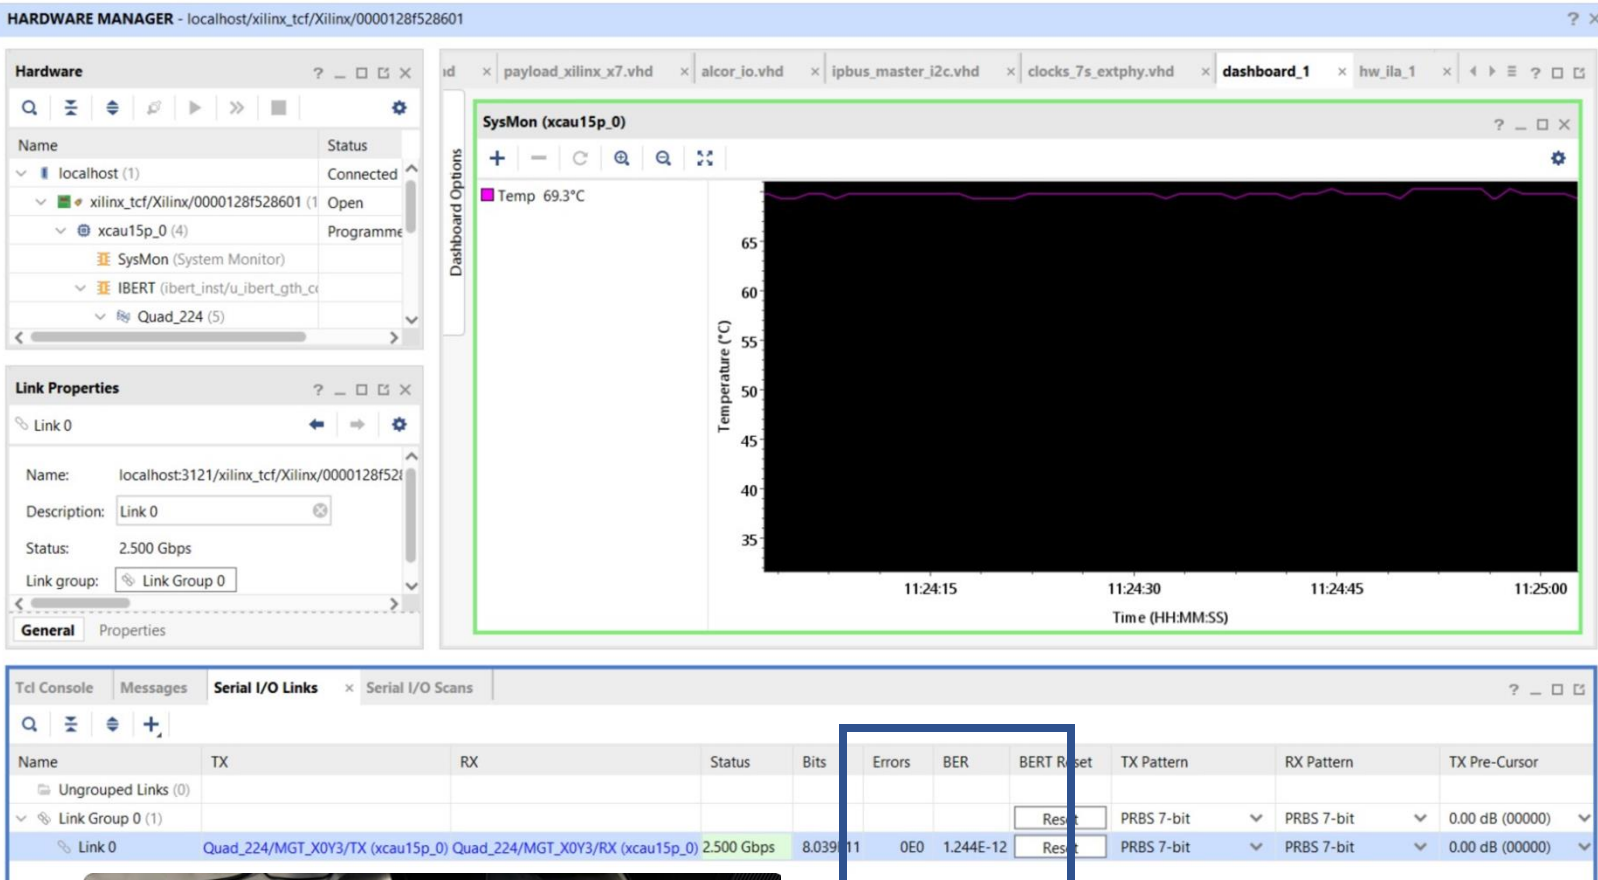 HARDWARE MANAGER - localhost/xilinx_tcf/Xilinx/0000128f528601
Hardware
Name Status
localhost (1) Connected
xilinx_tcf/Xilinx/0000128f528601 (1 Open
xcau15p_0 (4) Programme
SysMon (System Monitor)
IBERT (ibert_inst/u_ibert_gth_co
Quad_224 (5)
Link Properties
Link 0
Name: localhost:3121/xilinx_tcf/Xilinx/0000128f528
Description: Link 0
Status: 2.500 Gbps
Link group: Link Group 0
General Properties
payload_xilinx_x7.vhd alcor_io.vhd ipbus_master_i2c.vhd clocks_7s_extphy.vhd dashboard_1 hw_ila_1
Dashboard Options
SysMon (xcau15p_0)
Temp 69.3°C
Temperature (°C)
65
60
55
50
45
40
35
11:24:15 11:24:30 11:24:45 11:25:00
Time (HH:MM:SS)
Tcl Console Messages Serial I/O Links Serial I/O Scans
Name TX RX Status Bits Errors BER BERT Reset TX Pattern RX Pattern TX Pre-Cursor
Ungrouped Links (0)
Link Group 0 (1) Reset PRBS 7-bit PRBS 7-bit 0.00 dB (00000)
Link 0 Quad_224/MGT_X0Y3/TX (xcau15p_0) Quad_224/MGT_X0Y3/RX (xcau15p_0) 2.500 Gbps 8.039E11 0E0 1.244E-12 Reset PRBS 7-bit PRBS 7-bit 0.00 dB (00000)